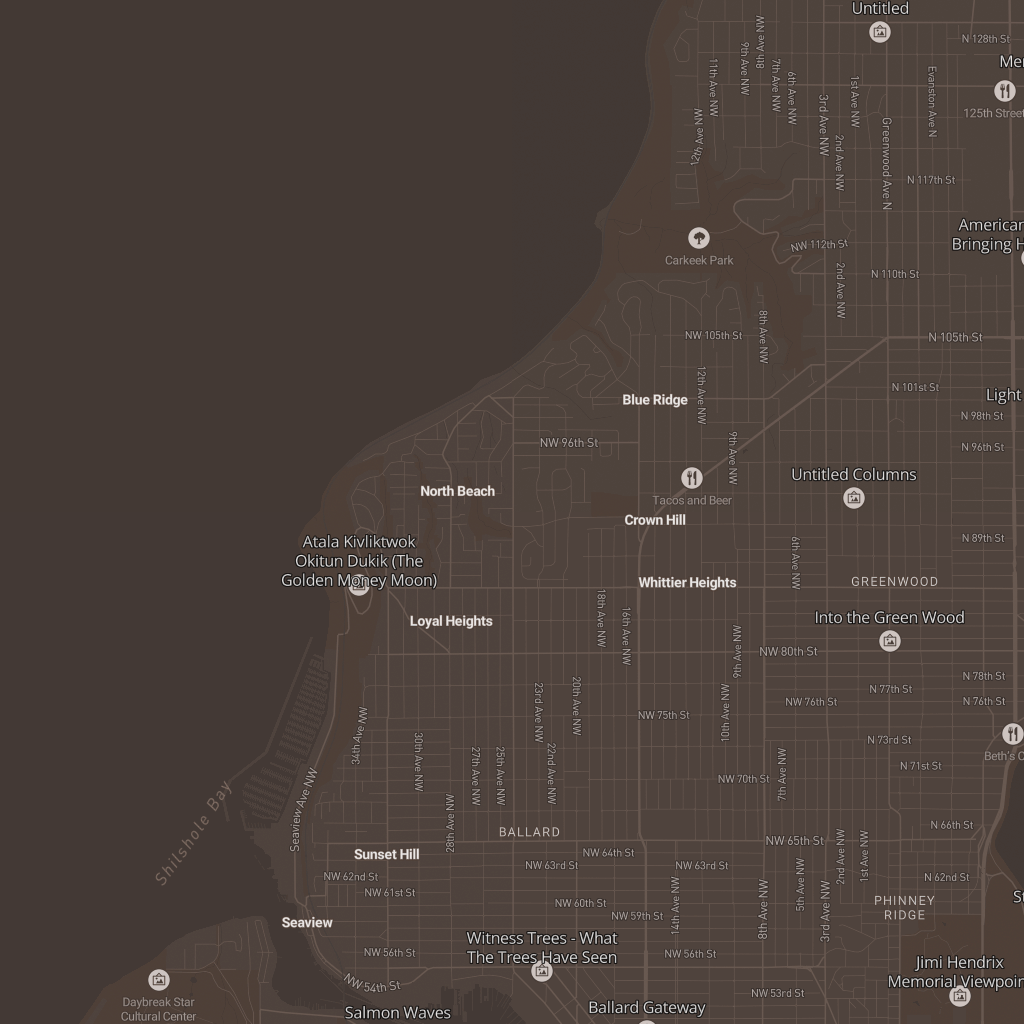 Untitled
N 128th St
8th Ave NW
9th Ave NW
11th Ave NW
7th Ave NW
6th Ave NW
1st Ave NW
Evanston Ave N
3rd Ave NW
125th Street
12th Ave NW
2nd Ave NW
Greenwood Ave N
N 117th St
American
Bringing H
NW 112th St
Carkeek Park
N 110th St
2nd Ave NW
8th Ave NW
NW 105th St
N 105th St
12th Ave NW
N 101st St
Light
Blue Ridge
N 98th St
NW 96th St
9th Ave NW
N 96th St
Untitled Columns
North Beach
Tacos and Beer
Crown Hill
N 89th St
Atala Kivliktwok
Okitun Dukik (The
Golden Money Moon)
6th Ave NW
Whittier Heights
GREENWOOD
18th Ave NW
16th Ave NW
Loyal Heights
Into the Green Wood
9th Ave NW
NW 80th St
N 78th St
N 77th St
NW 76th St
N 76th St
23rd Ave NW
20th Ave NW
10th Ave NW
NW 75th St
34th Ave NW
N 73rd St
Beth's C
30th Ave NW
27th Ave NW
25th Ave NW
22nd Ave NW
N 71st St
NW 70th St
7th Ave NW
Shilshole Bay
Seaview Ave NW
28th Ave NW
BALLARD
N 66th St
NW 65th St
2nd Ave NW
1st Ave NW
Sunset Hill
NW 64th St
NW 63rd St
NW 63rd St
NW 62nd St
N 62nd St
5th Ave NW
NW 61st St
NW 60th St
14th Ave NW
8th Ave NW
3rd Ave NW
PHINNEY
RIDGE
NW 59th St
Seaview
Witness Trees - What
The Trees Have Seen
NW 56th St
NW 56th St
Jimi Hendrix
Memorial Viewpoin
NW 54th St
NW 53rd St
Daybreak Star
Cultural Center
Salmon Waves
Ballard Gateway